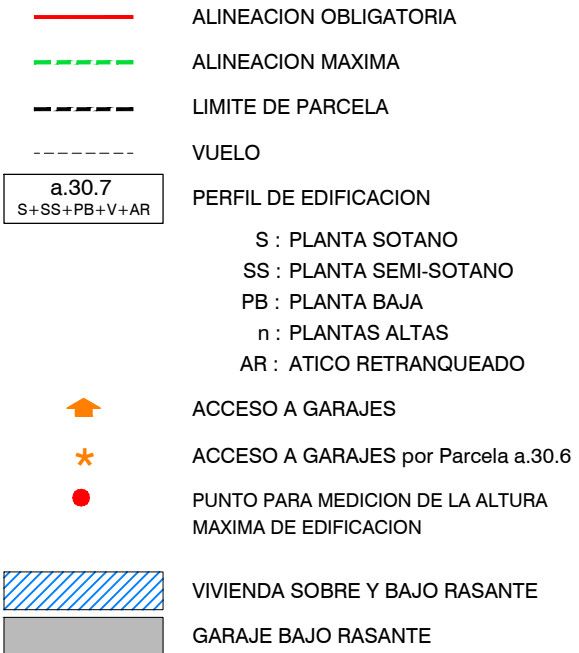 ALINEACION OBLIGATORIA
ALINEACION MAXIMA
LIMITE DE PARCELA
VUELO
a.30.7
S+SS+PB+V+AR
PERFIL DE EDIFICACION
S : PLANTA SOTANO
SS : PLANTA SEMI-SOTANO
PB : PLANTA BAJA
n : PLANTAS ALTAS
AR : ATICO RETRANQUEADO
ACCESO A GARAJES
ACCESO A GARAJES por Parcela a.30.6
PUNTO PARA MEDICION DE LA ALTURA
MAXIMA DE EDIFICACION
VIVIENDA SOBRE Y BAJO RASANTE
GARAJE BAJO RASANTE